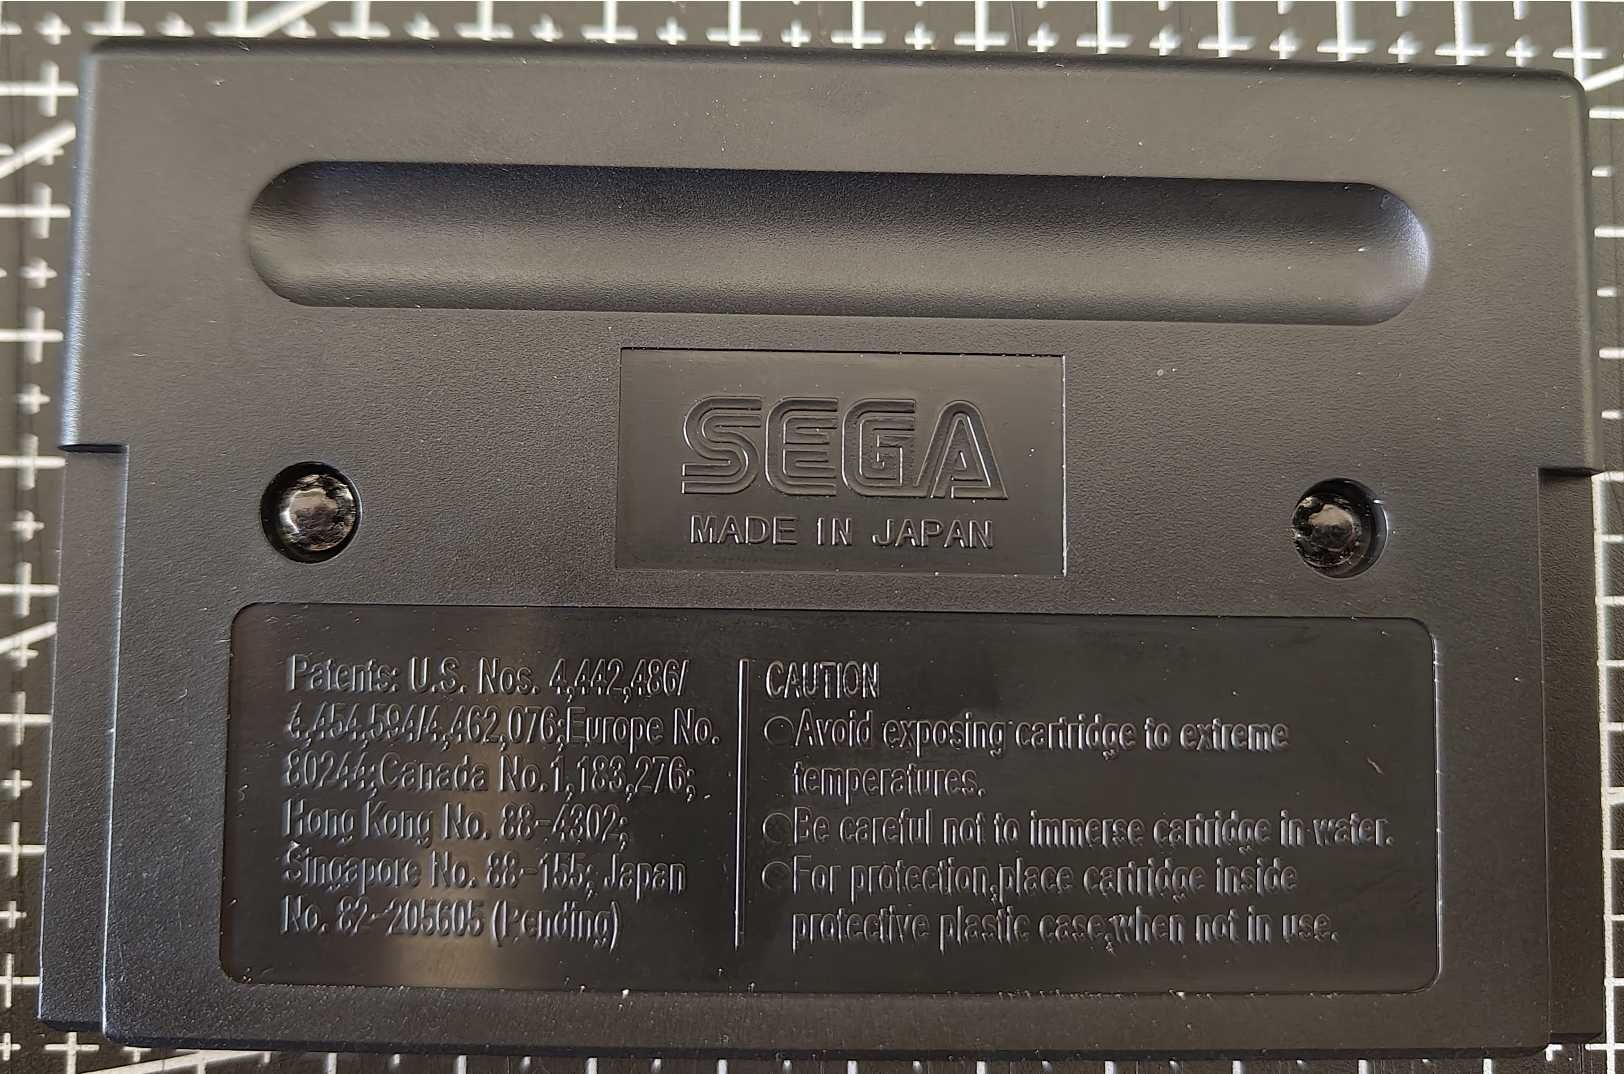 SEGA
MADE IN JAPAN
Patents: U.S. Nos. 4,442,486/
4,454,594/4,462,076;Europe No.
80244;Canada No.1,183,276;
Hong Kong No. 88-4302;
Singapore No. 88-155; Japan
No. 82-205605 (Pending)
CAUTION
○Avoid exposing cartridge to extreme
temperatures.
○Be careful not to immerse cartridge in water.
○For protection,place cartridge inside
protective plastic case,when not in use.